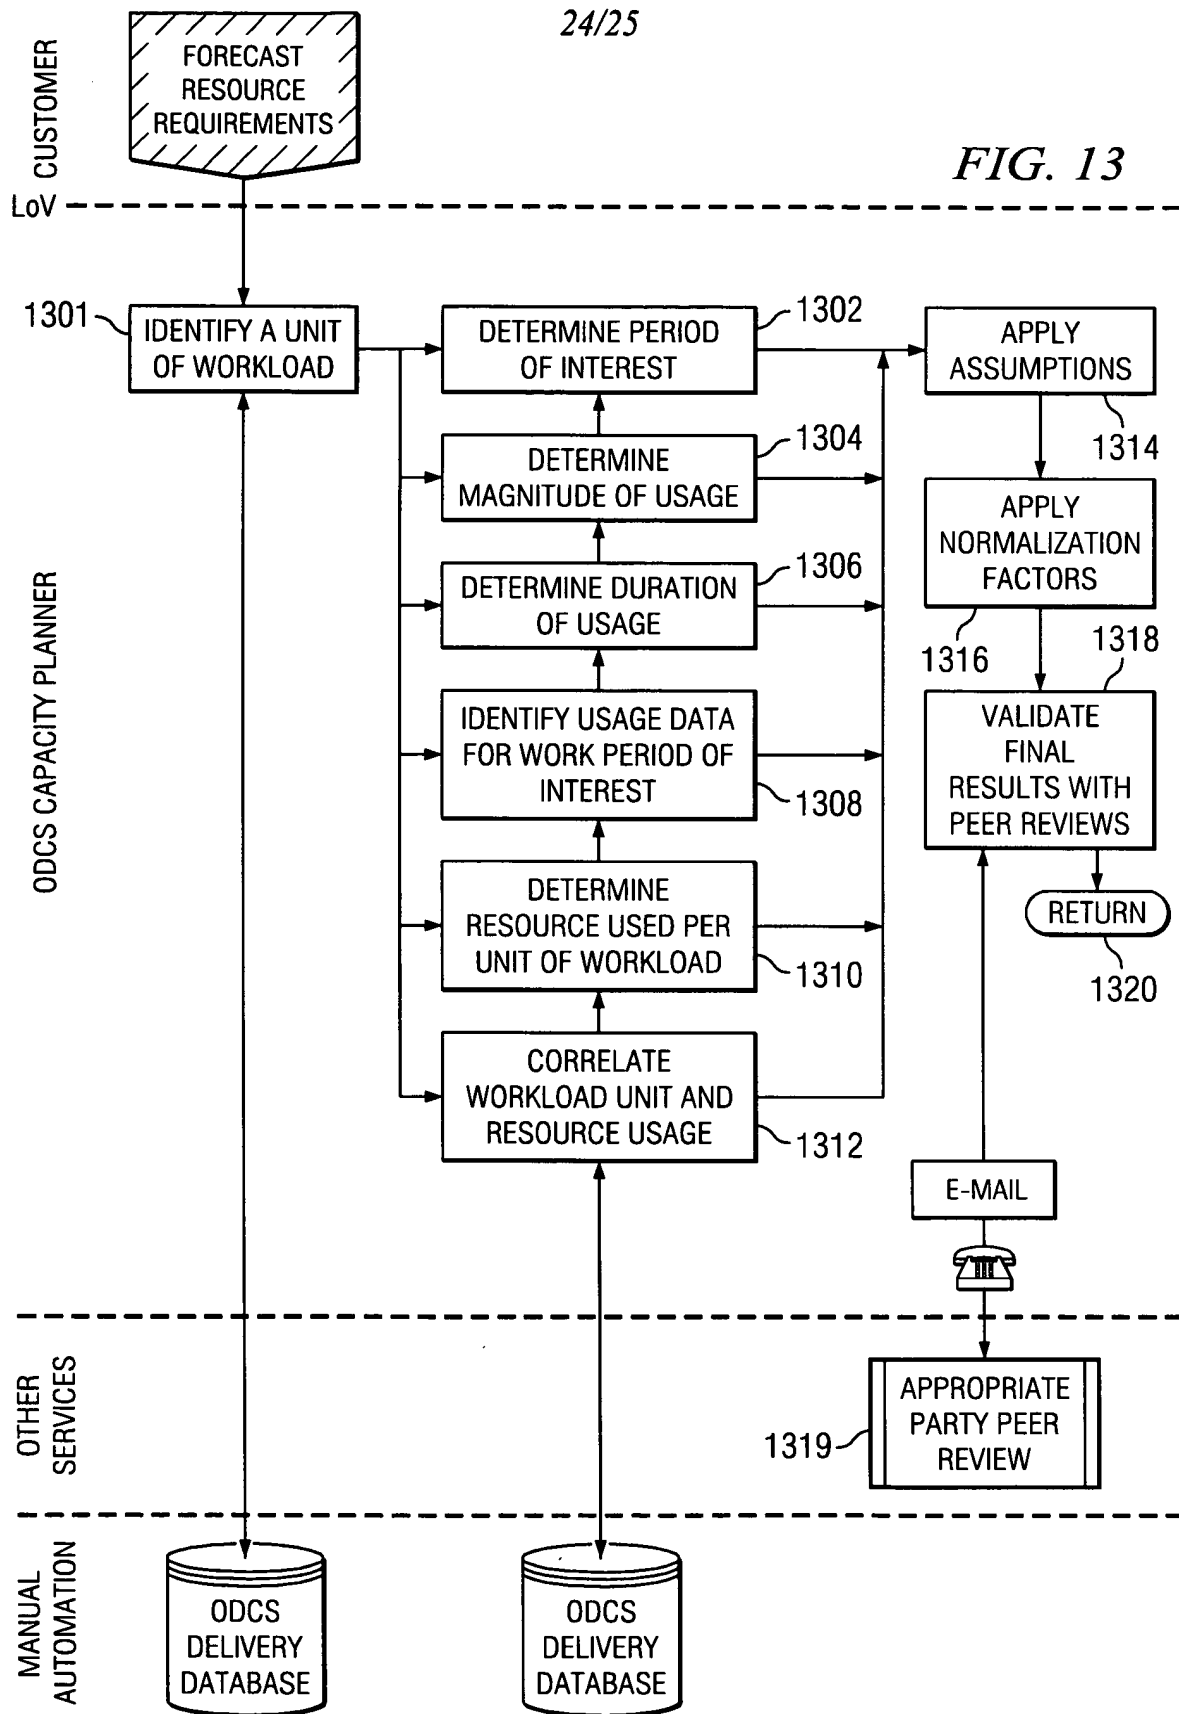 24/25
FORECAST
RESOURCE
REQUIREMENTS
CUSTOMER
FIG. 13
LoV
1301
IDENTIFY A UNIT
OF WORKLOAD
DETERMINE PERIOD
OF INTEREST
1302
APPLY
ASSUMPTIONS
1314
DETERMINE
MAGNITUDE OF USAGE
1304
APPLY
NORMALIZATION
FACTORS
1316
DETERMINE DURATION
OF USAGE
1306
1318
VALIDATE
FINAL
RESULTS WITH
PEER REVIEWS
IDENTIFY USAGE DATA
FOR WORK PERIOD OF
INTEREST
1308
ODCS CAPACITY PLANNER
DETERMINE
RESOURCE USED PER
UNIT OF WORKLOAD
1310
RETURN
1320
CORRELATE
WORKLOAD UNIT AND
RESOURCE USAGE
1312
E-MAIL
OTHER
SERVICES
1319
APPROPRIATE
PARTY PEER
REVIEW
MANUAL
AUTOMATION
ODCS
DELIVERY
DATABASE
ODCS
DELIVERY
DATABASE